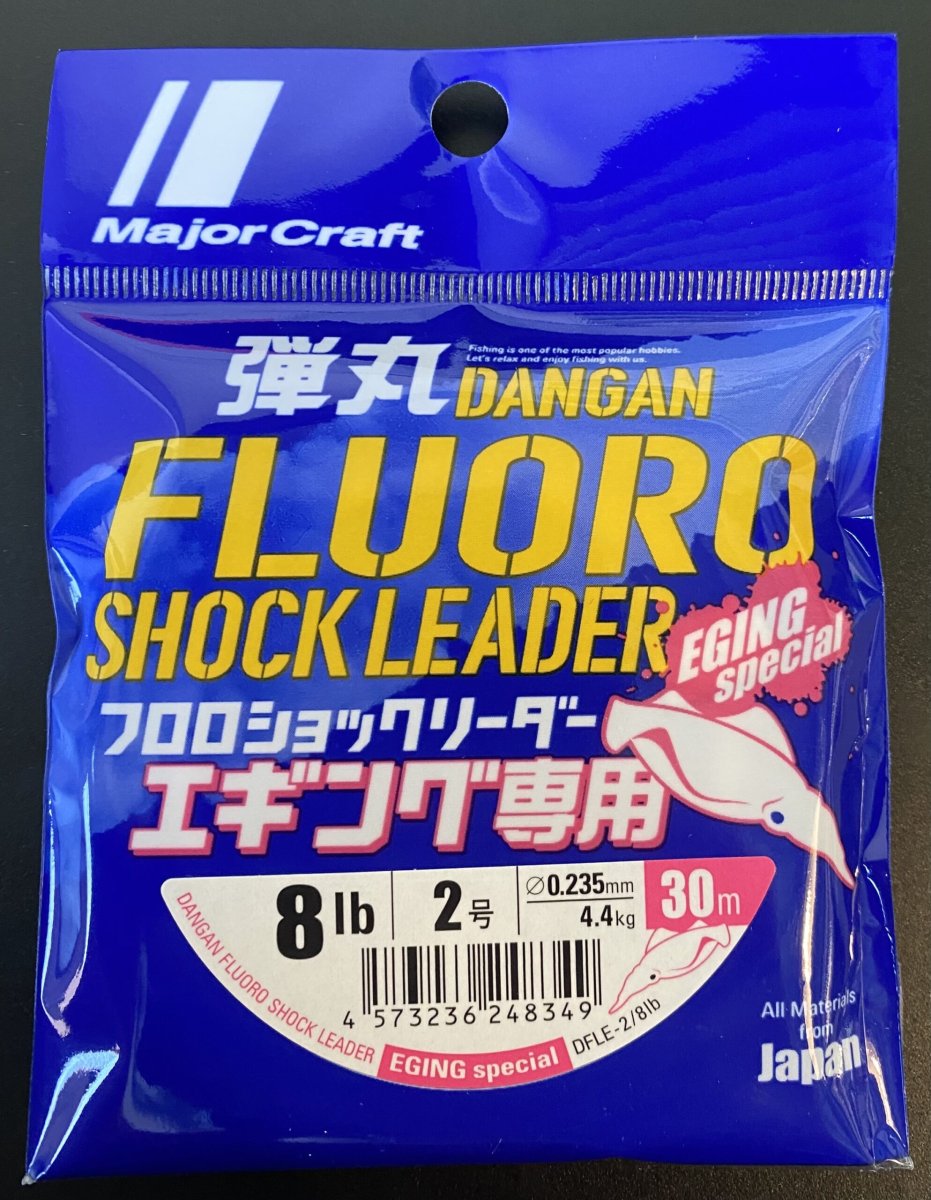 Major Craft
弾丸
Fishing is one of the most popular hobbies.
Let's relax and enjoy fishing with us.
DANGAN
FLUORO
SHOCK LEADER
EGING
special
フロロショックリーダー
エギング専用
8lb
2号
⌀0.235mm
4.4kg
30m
4 573236 248349
DANGAN FLUORO SHOCK LEADER
EGING special
DFLE-2/8lb
All Materials
from
Japan